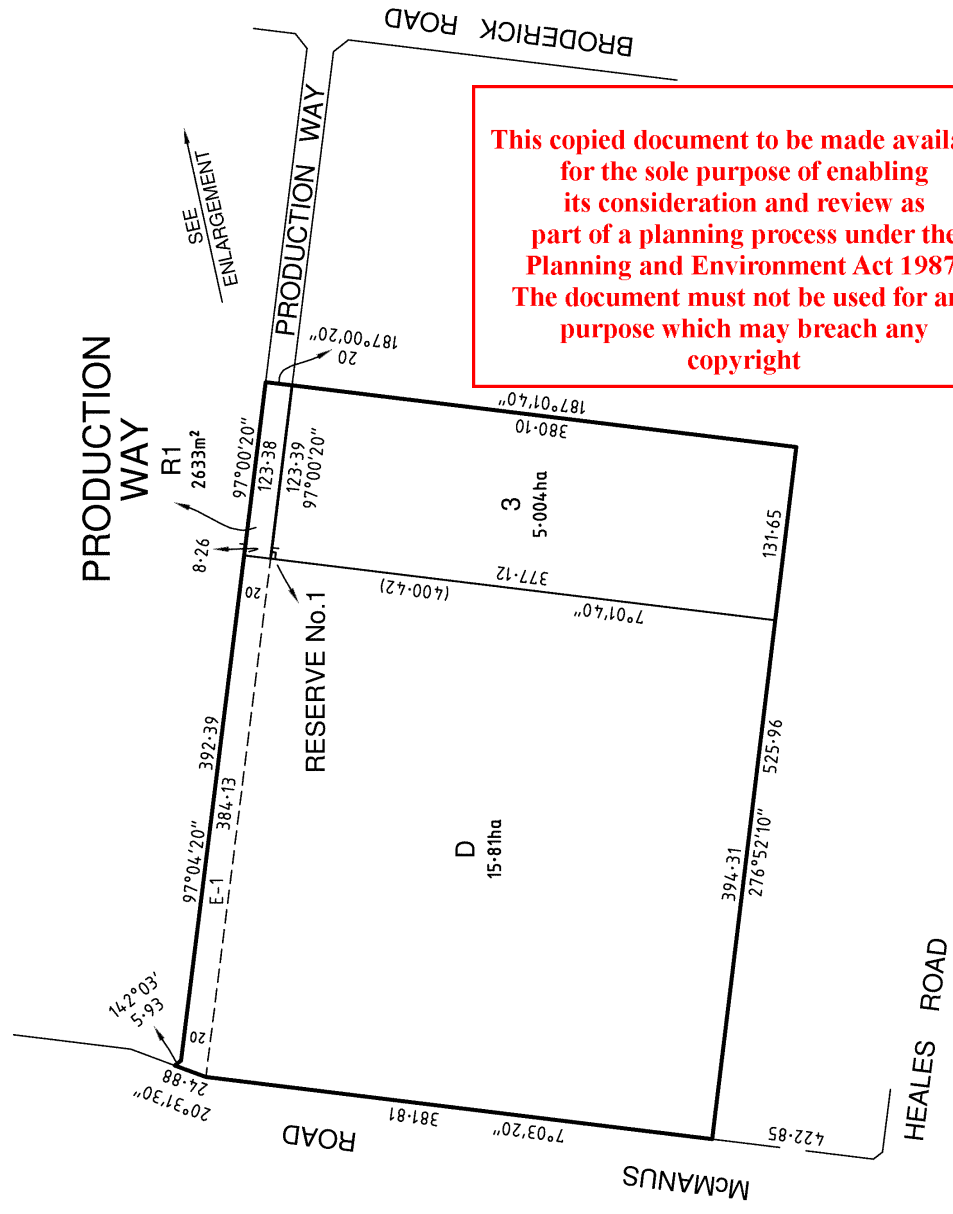 BRODERICK ROAD
PRODUCTION WAY
SEE
ENLARGEMENT
This copied document to be made availa
for the sole purpose of enabling
its consideration and review as
part of a planning process under the
Planning and Environment Act 1987
The document must not be used for an
purpose which may breach any
copyright
PRODUCTION
WAY
R1
2633m²
97°00'20"
123·38
123·39
97°00'20"
20
187°00'20"
187°01'40"
380·10
3
5·004ha
131·65
8·26
20
RESERVE No.1
(400·42)
377·12
7°01'40"
392·39
384·13
97°04'20"
E-1
D
15·81ha
525·96
394·31
276°52'10"
142°03'
5·93
20
24·88
20°31'30"
381·81
7°03'20"
McMANUS
ROAD
422·85
HEALES ROAD